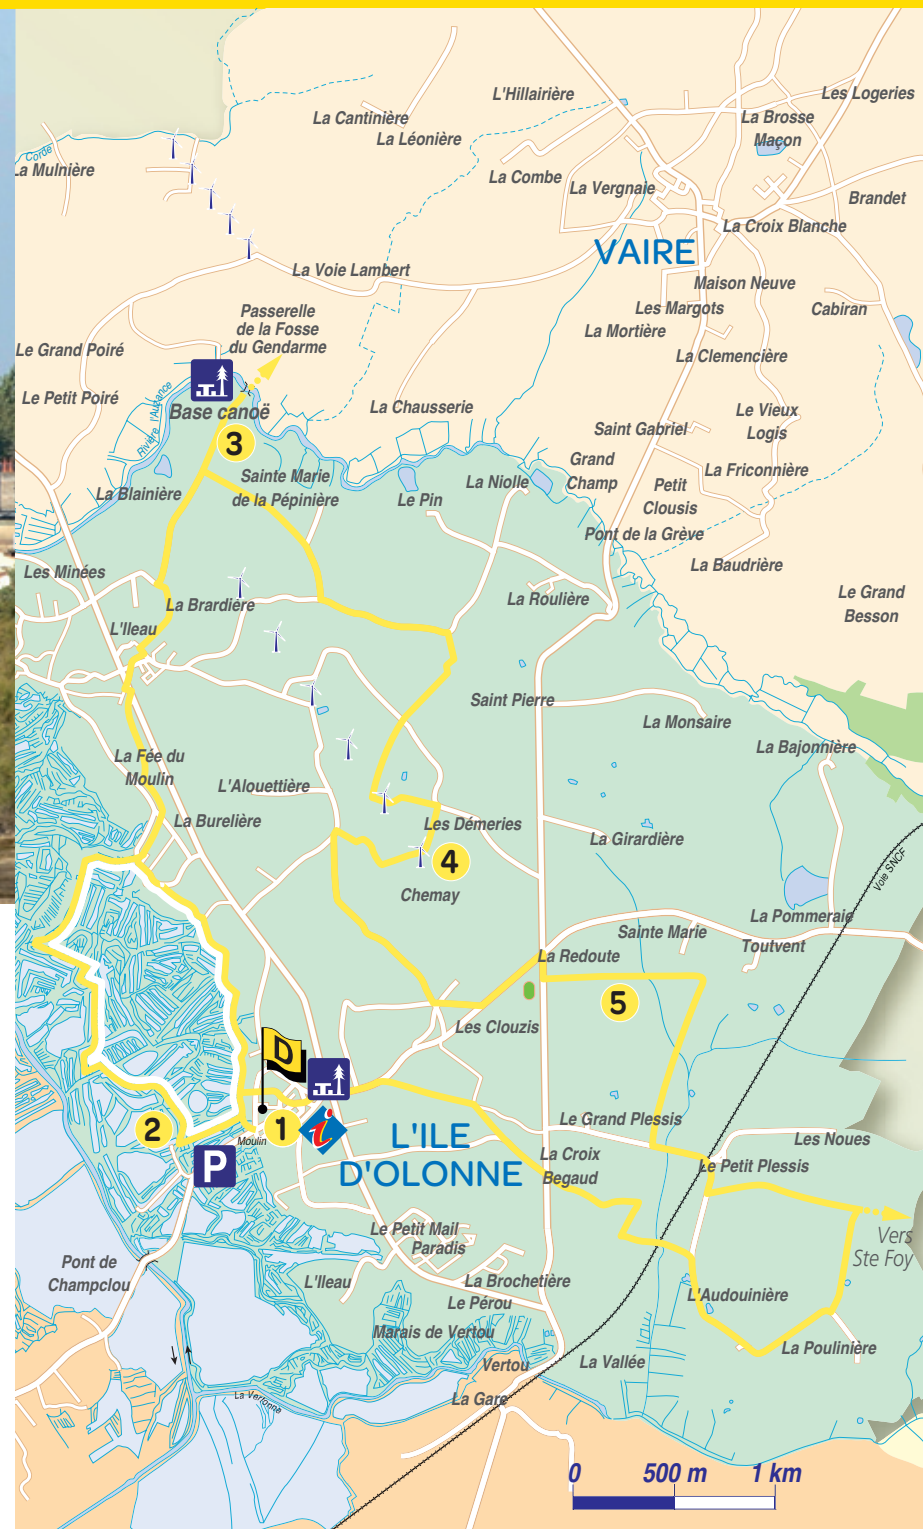 L'Hillairière
Les Logeries
La Cantinière
La Léonière
La Brosse
Maçon
Corde
La Mulnière
La Combe
La Vergnaie
Brandet
La Croix Blanche
VAIRE
La Voie Lambert
Maison Neuve
Les Margots
Cabiran
Passerelle
de la Fosse
du Gendarme
La Mortière
Le Grand Poiré
La Clemencière
Le Petit Poiré
Rivière l'Auzance
Base canoë
La Chausserie
Le Vieux
Logis
Saint Gabriel
3
Grand
Champ
La Friconnière
Sainte Marie
de la Pépinière
La Blainière
Le Pin
La Niolle
Petit
Clousis
Pont de la Grève
La Baudrière
Les Minées
La Brardière
La Roulière
Le Grand
Besson
L'Ileau
Saint Pierre
La Monsaire
La Bajonnière
La Fée du
Moulin
L'Alouettière
La Burelière
Les Démeries
La Girardière
4
Chemay
Voie SNCF
La Pommeraie
Sainte Marie
Toutvent
La Redoute
5
Les Clouzis
D
2
1
i
Moulin
P
L'ILE
D'OLONNE
Le Grand Plessis
Les Noues
La Croix
Begaud
Le Petit Plessis
Le Petit Mail
Paradis
Vers
Ste Foy
Pont de
Champclou
L'Ileau
La Brochetière
Le Pérou
L'Audouinière
Marais de Vertou
La Poulinière
Vertou
La Vallée
La Vertonne
La Gare
0 500 m 1 km